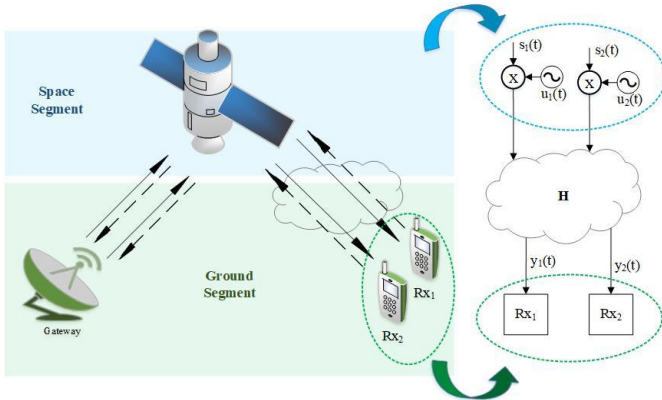 Space
Segment
Ground
Segment
Gateway
Rx₁
Rx₂
s₁(t)
s₂(t)
X
X
u₁(t)
u₂(t)
H
y₁(t)
y₂(t)
Rx₁
Rx₂